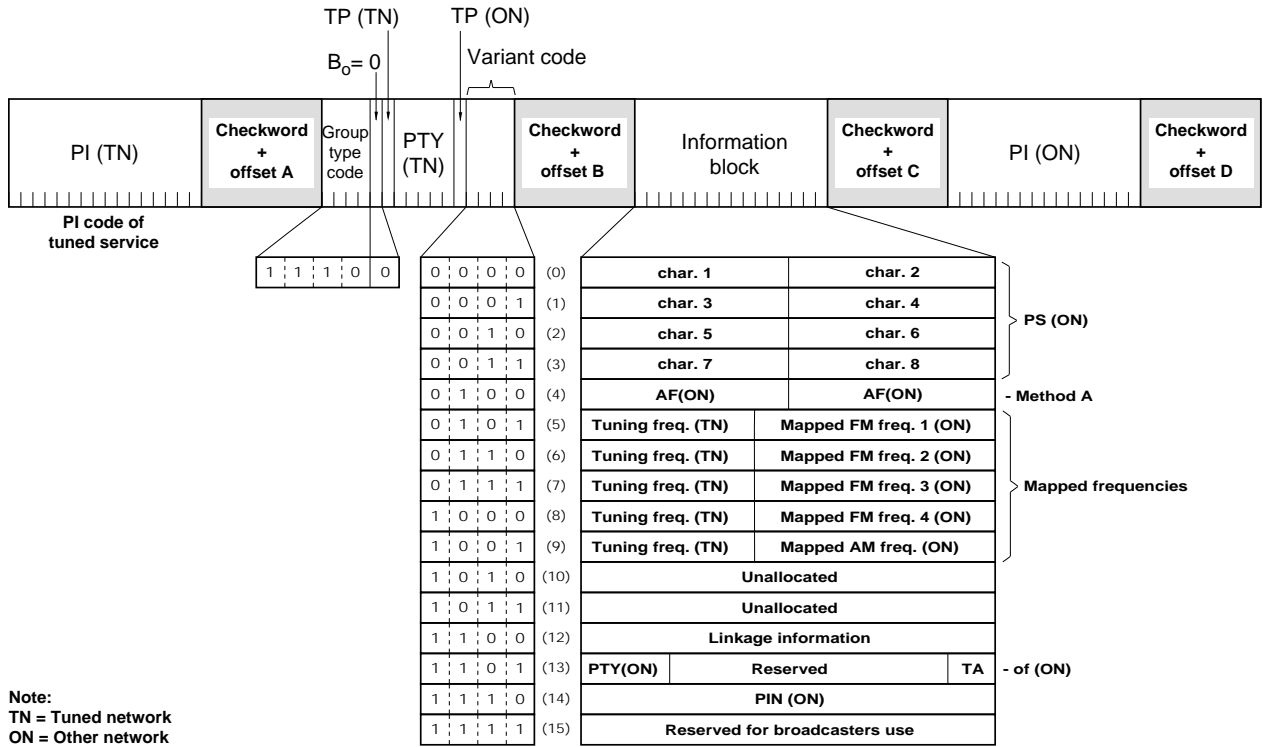 TP (TN) TP (ON)
Bo= 0 Variant code
PI (TN)
Checkword
+
offset A
Group
type
code
PTY
(TN)
Checkword
+
offset B
Information
block
Checkword
+
offset C
PI (ON)
Checkword
+
offset D
PI code of
tuned service
1 1 1 0 0
0 0 0 0 (0) char. 1 char. 2
0 0 0 1 (1) char. 3 char. 4
0 0 1 0 (2) char. 5 char. 6
0 0 1 1 (3) char. 7 char. 8
PS (ON)
0 1 0 0 (4) AF(ON) AF(ON) - Method A
0 1 0 1 (5) Tuning freq. (TN) Mapped FM freq. 1 (ON)
0 1 1 0 (6) Tuning freq. (TN) Mapped FM freq. 2 (ON)
0 1 1 1 (7) Tuning freq. (TN) Mapped FM freq. 3 (ON)
1 0 0 0 (8) Tuning freq. (TN) Mapped FM freq. 4 (ON)
1 0 0 1 (9) Tuning freq. (TN) Mapped AM freq. (ON)
Mapped frequencies
1 0 1 0 (10) Unallocated
1 0 1 1 (11) Unallocated
1 1 0 0 (12) Linkage information
1 1 0 1 (13) PTY(ON) Reserved TA - of (ON)
1 1 1 0 (14) PIN (ON)
1 1 1 1 (15) Reserved for broadcasters use
Note:
TN = Tuned network
ON = Other network